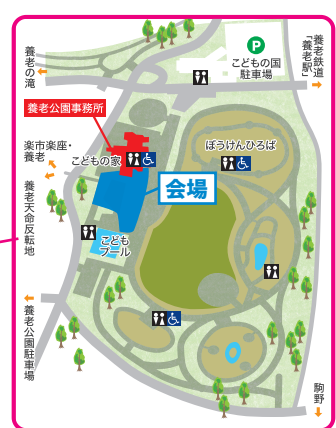 養老の滝
P
こどもの国
駐車場
養老鉄道
「養老駅」
養老公園事務所
楽市楽座・
養老
こどもの家
ぼうけんひろば
会場
養老天命反転地
こども
プール
養老公園駐車場
駒野